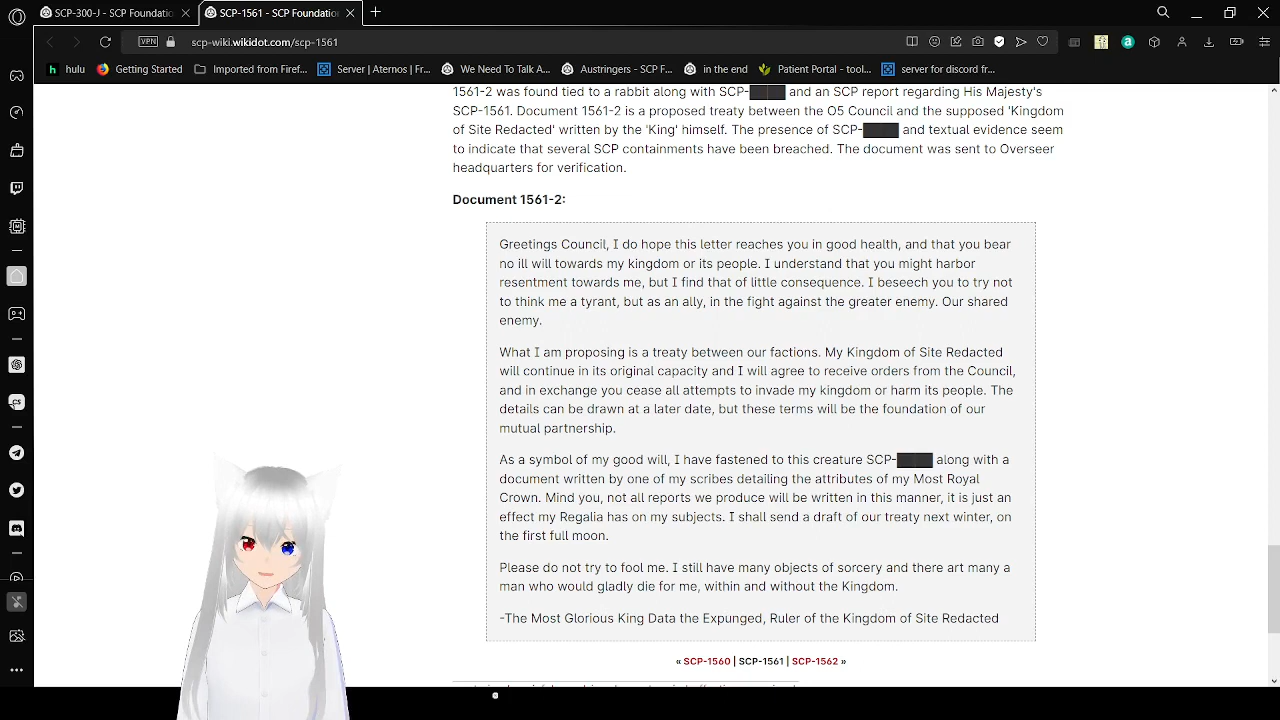 SCP-300-J - SCP Foundatio
SCP-1561 - SCP Foundation
VPN
scp-wiki.wikidot.com/scp-1561
hulu
Getting Started
Imported from Firef...
Server | Aternos | Fr...
We Need To Talk A...
Austringers - SCP F...
in the end
Patient Portal - tool...
server for discord fr...
1561-2 was found tied to a rabbit along with SCP- and an SCP report regarding His Majesty's
SCP-1561. Document 1561-2 is a proposed treaty between the O5 Council and the supposed 'Kingdom
of Site Redacted' written by the 'King' himself. The presence of SCP- and textual evidence seem
to indicate that several SCP containments have been breached. The document was sent to Overseer
headquarters for verification.
Document 1561-2:
Greetings Council, I do hope this letter reaches you in good health, and that you bear
no ill will towards my kingdom or its people. I understand that you might harbor
resentment towards me, but I find that of little consequence. I beseech you to try not
to think me a tyrant, but as an ally, in the fight against the greater enemy. Our shared
enemy.
What I am proposing is a treaty between our factions. My Kingdom of Site Redacted
will continue in its original capacity and I will agree to receive orders from the Council,
and in exchange you cease all attempts to invade my kingdom or harm its people. The
details can be drawn at a later date, but these terms will be the foundation of our
mutual partnership.
As a symbol of my good will, I have fastened to this creature SCP- along with a
document written by one of my scribes detailing the attributes of my Most Royal
Crown. Mind you, not all reports we produce will be written in this manner, it is just an
effect my Regalia has on my subjects. I shall send a draft of our treaty next winter, on
the first full moon.
Please do not try to fool me. I still have many objects of sorcery and there art many a
man who would gladly die for me, within and without the Kingdom.
-The Most Glorious King Data the Expunged, Ruler of the Kingdom of Site Redacted
« SCP-1560 | SCP-1561 | SCP-1562 »